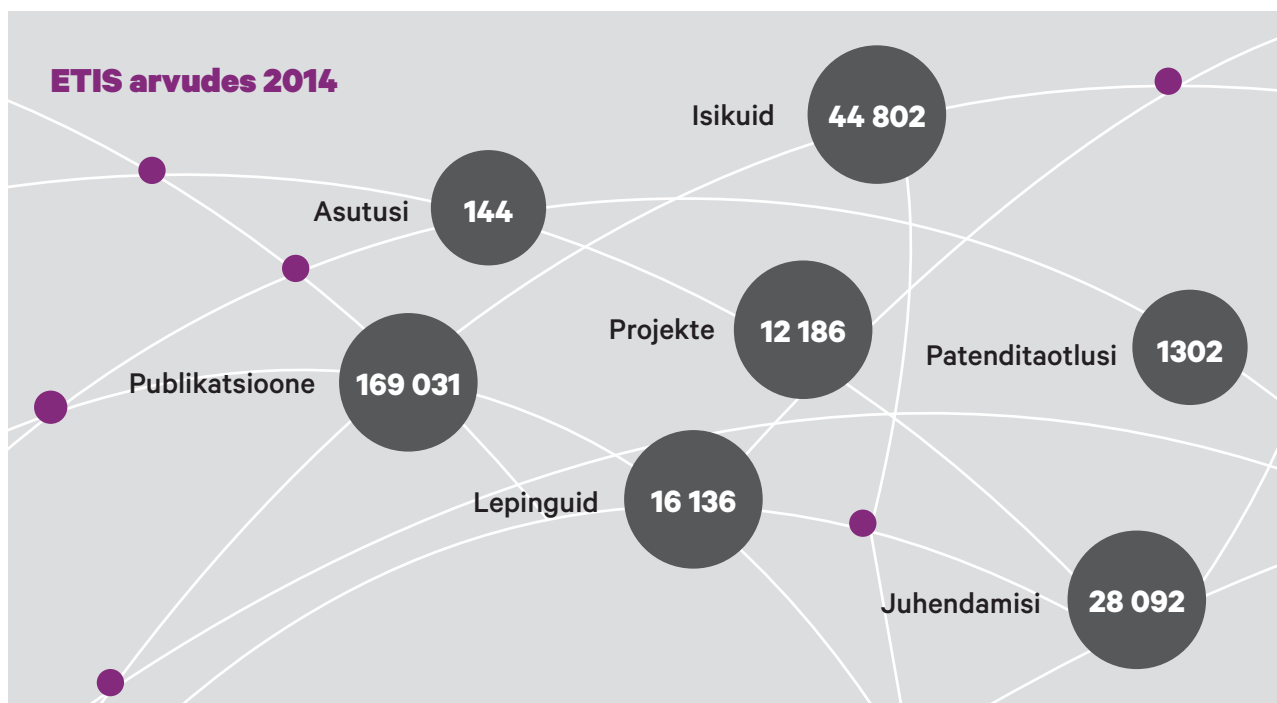 ETIS arvudes 2014
Isikuid
44 802
Asutusi
144
Projekte
12 186
Patenditaotlusi
1302
Publikatsioone
169 031
Lepinguid
16 136
Juhendamisi
28 092